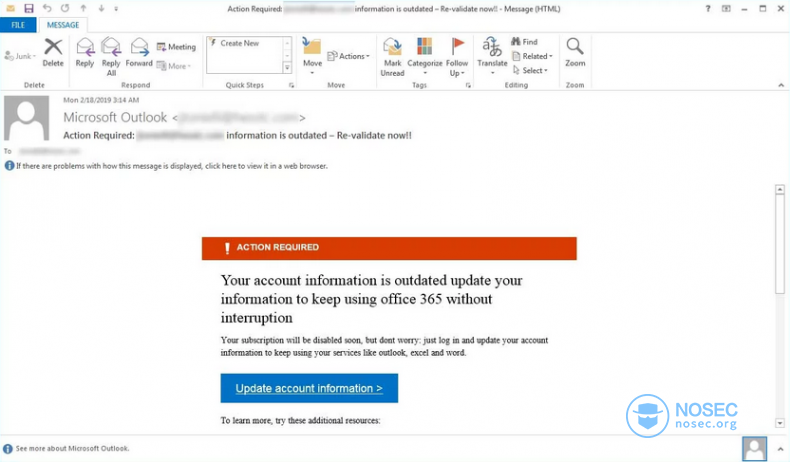 Action Required: information is outdated – Re-validate now!! - Message (HTML)
FILE MESSAGE
Junk
Delete
Reply
Reply All
Forward
Meeting
More
Create New
Move
Actions
Mark Unread
Categorize
Follow Up
Translate
Find
Related
Select
Zoom
Delete Respond Quick Steps Move Tags Editing Zoom
Mon 2/18/2019 3:14 AM
Microsoft Outlook < >
Action Required: information is outdated – Re-validate now!!
To
If there are problems with how this message is displayed, click here to view it in a web browser.
! ACTION REQUIRED
Your account information is outdated update your
information to keep using office 365 without
interruption
Your subscription will be disabled soon, but dont worry: just log in and update your account
information to keep using your services like outlook, excel and word.
Update account information >
To learn more, try these additional resources:
NOSEC
nosec.org
See more about Microsoft Outlook.